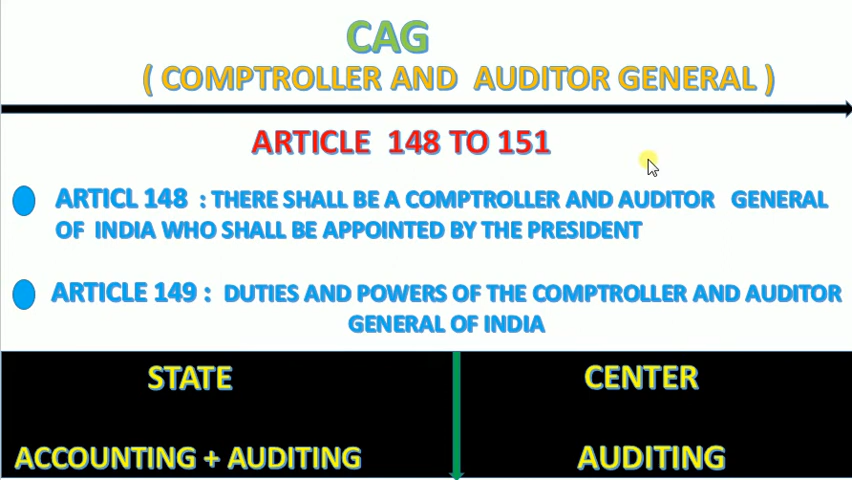 CAG
( COMPTROLLER AND AUDITOR GENERAL )
ARTICLE 148 TO 151
ARTICL 148 : THERE SHALL BE A COMPTROLLER AND AUDITOR GENERAL
OF INDIA WHO SHALL BE APPOINTED BY THE PRESIDENT
ARTICLE 149 : DUTIES AND POWERS OF THE COMPTROLLER AND AUDITOR
GENERAL OF INDIA
STATE
CENTER
ACCOUNTING + AUDITING
AUDITING